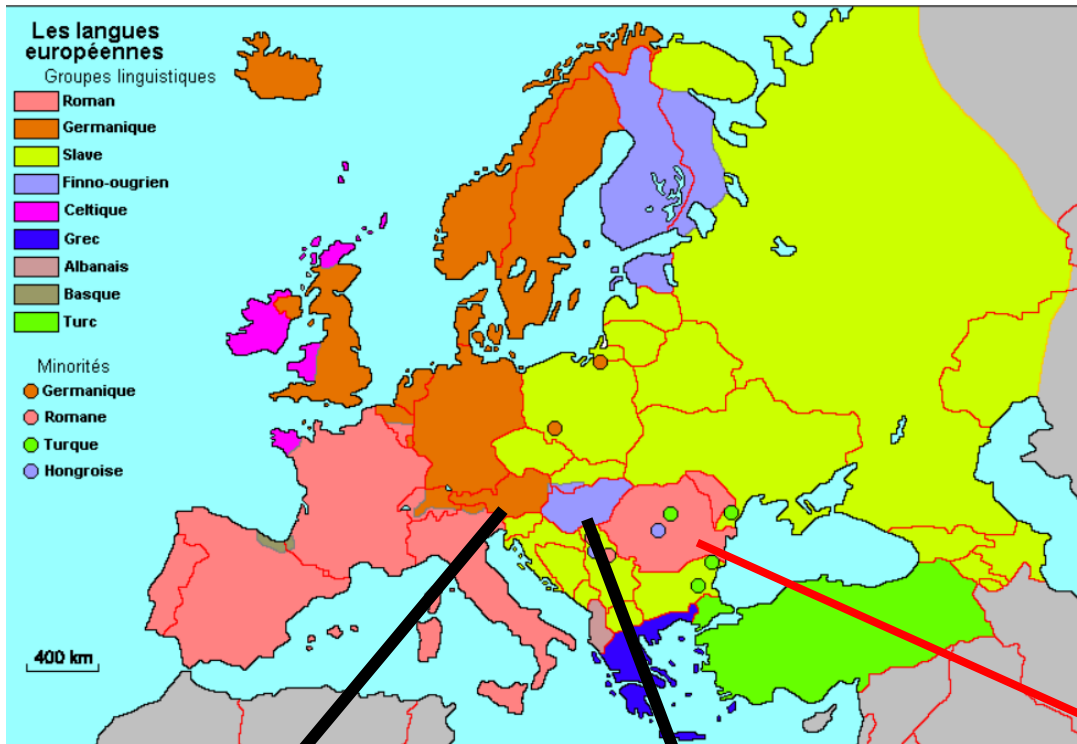 Les langues
européennes
Groupes linguistiques
Roman
Germanique
Slave
Finno-ougrien
Celtique
Grec
Albanais
Basque
Turc
Minorités
Germanique
Romane
Turque
Hongroise
400 km